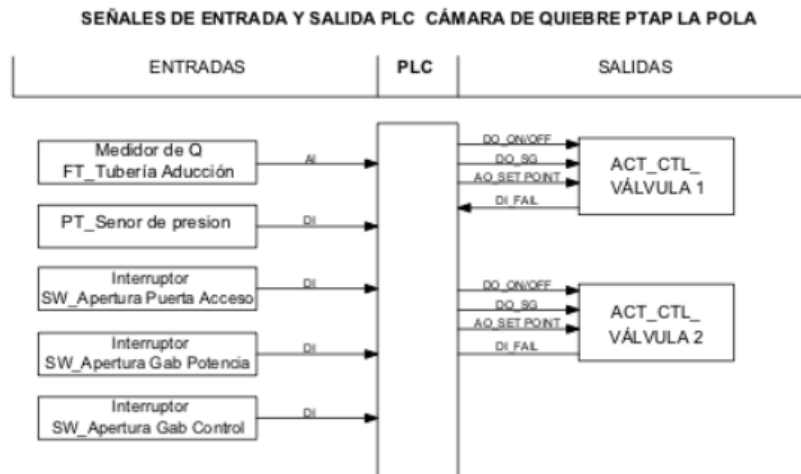 SEÑALES DE ENTRADA Y SALIDA PLC CÁMARA DE QUIEBRE PTAP LA POLA
ENTRADAS
PLC
SALIDAS
Medidor de Q
FT_Tubería Aducción
AI
PT_Senor de presion
DI
Interruptor
SW_Apertura Puerta Acceso
DI
Interruptor
SW_Apertura Gab Potencia
DI
Interruptor
SW_Apertura Gab Control
DI
DO_ON/OFF
DO_SG
AO_SET POINT
DI_FAIL
ACT_CTL_
VÁLVULA 1
DO_ON/OFF
DO_SG
AO_SET POINT
DI_FAIL
ACT_CTL_
VÁLVULA 2